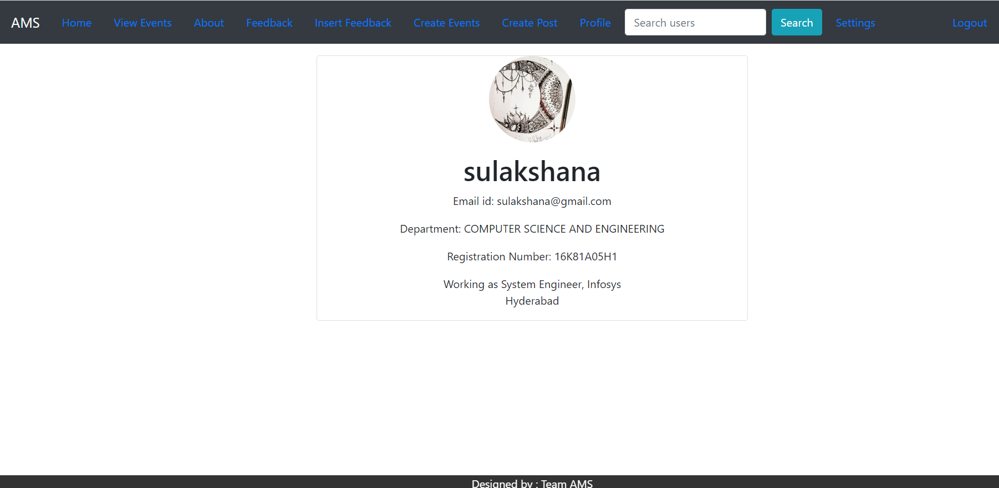 AMS Home View Events About Feedback Insert Feedback Create Events Create Post Profile Search users Search Settings Logout
sulakshana
Email id: sulakshana@gmail.com
Department: COMPUTER SCIENCE AND ENGINEERING
Registration Number: 16K81A05H1
Working as System Engineer, Infosys
Hyderabad
Designed by : Team AMS